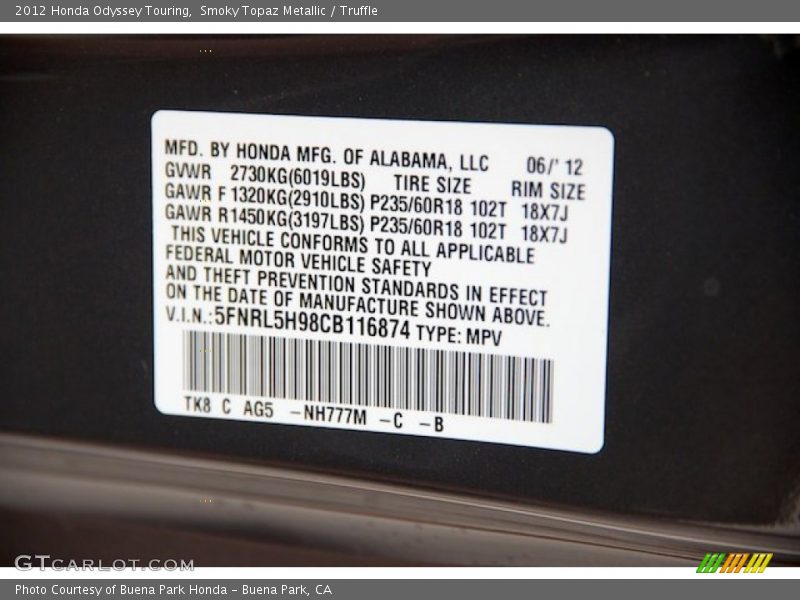 2012 Honda Odyssey Touring, Smoky Topaz Metallic / Truffle
MFD. BY HONDA MFG. OF ALABAMA, LLC 06/' 12
GVWR 2730KG(6019LBS) TIRE SIZE RIM SIZE
GAWR F 1320KG(2910LBS) P235/60R18 102T 18X7J
GAWR R1450KG(3197LBS) P235/60R18 102T 18X7J
THIS VEHICLE CONFORMS TO ALL APPLICABLE
FEDERAL MOTOR VEHICLE SAFETY
AND THEFT PREVENTION STANDARDS IN EFFECT
ON THE DATE OF MANUFACTURE SHOWN ABOVE.
V.I.N.:5FNRL5H98CB116874 TYPE: MPV
TK8 C AG5 -NH777M -C -B
GTCARLOT.COM
Photo Courtesy of Buena Park Honda - Buena Park, CA